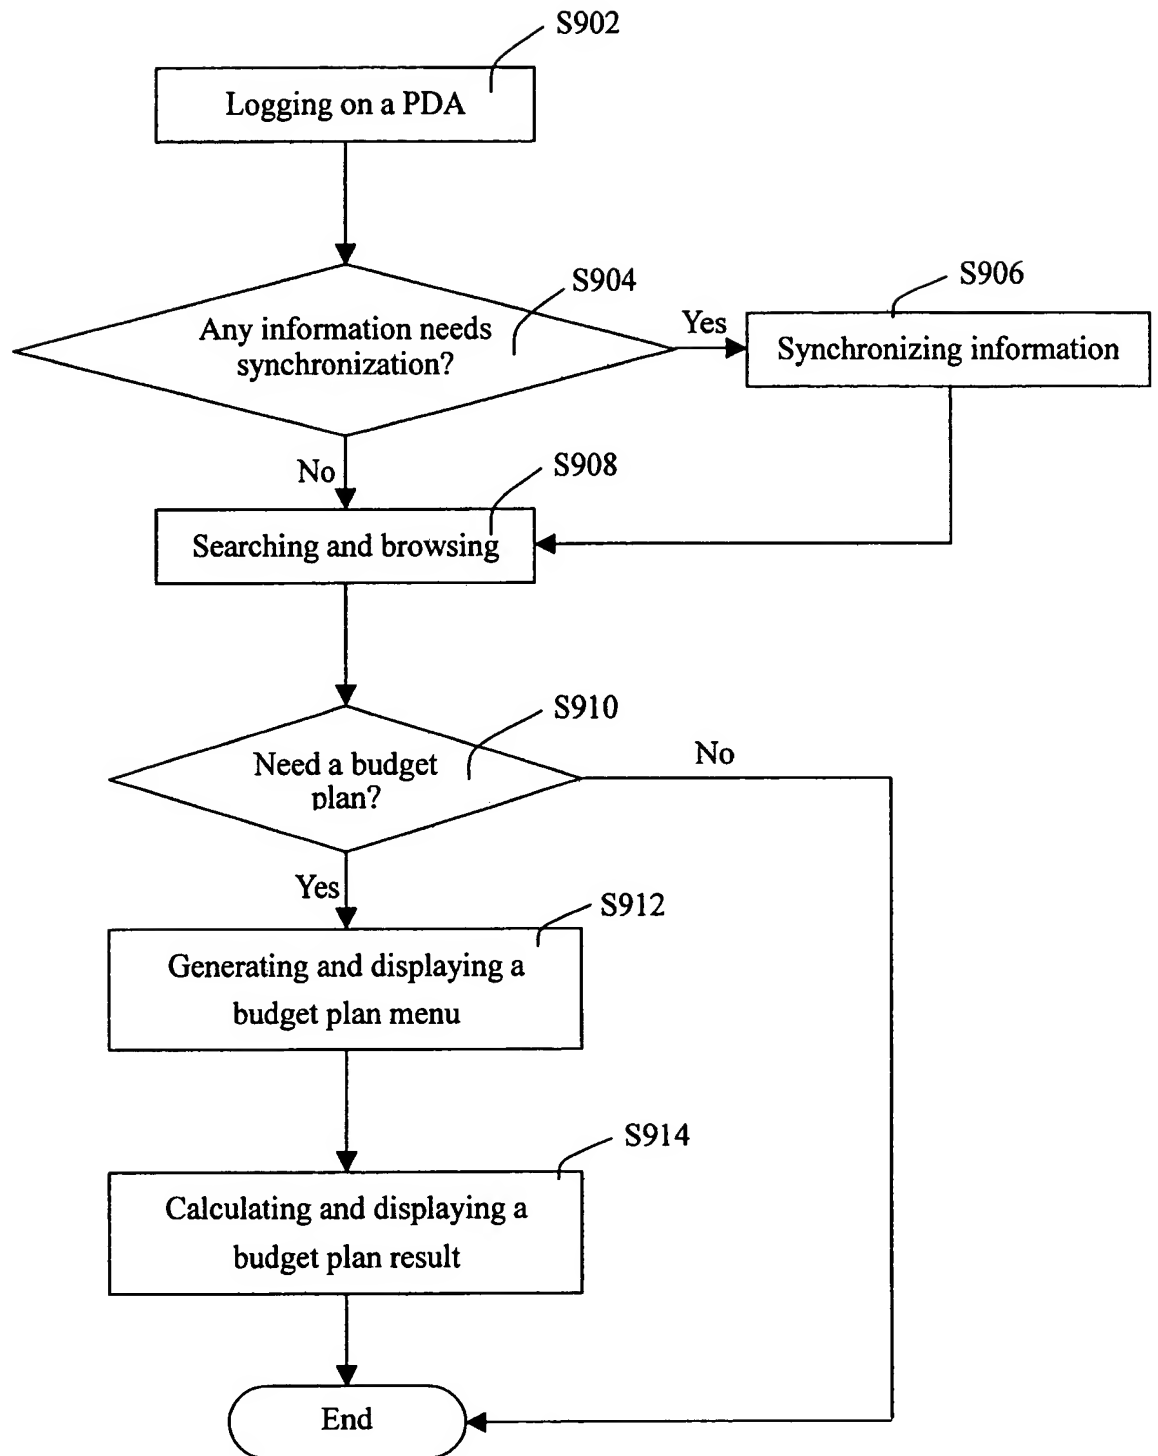 S902
Logging on a PDA
S904
Any information needs
synchronization?
Yes
S906
Synchronizing information
No
S908
Searching and browsing
S910
Need a budget
plan?
No
Yes
S912
Generating and displaying a
budget plan menu
S914
Calculating and displaying a
budget plan result
End